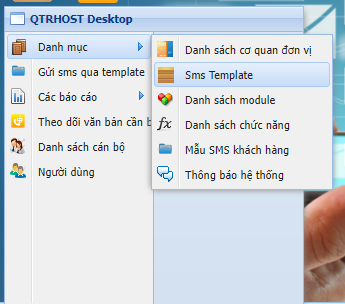 QTRHOST Desktop
Danh mục
Gửi sms qua template
Các báo cáo
Theo dõi văn bản cần b
Danh sách cán bộ
Người dùng
Danh sách cơ quan đơn vị
Sms Template
Danh sách module
fx
Danh sách chức năng
Mẫu SMS khách hàng
Thông báo hệ thống